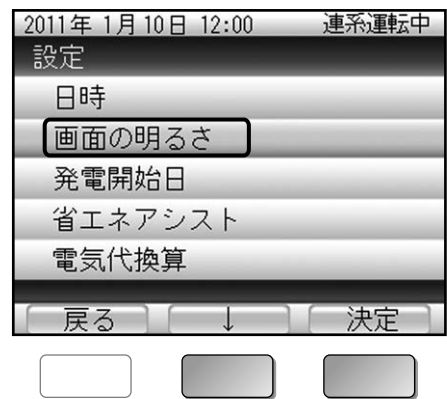 2011年 1月10日 12:00 連系運転中
設定
日時
画面の明るさ
発電開始日
省エネアシスト
電気代換算
戻る ↓ 決定